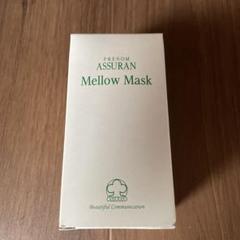 PRENOM
ASSURAN
Mellow Mask
Beautiful Communication